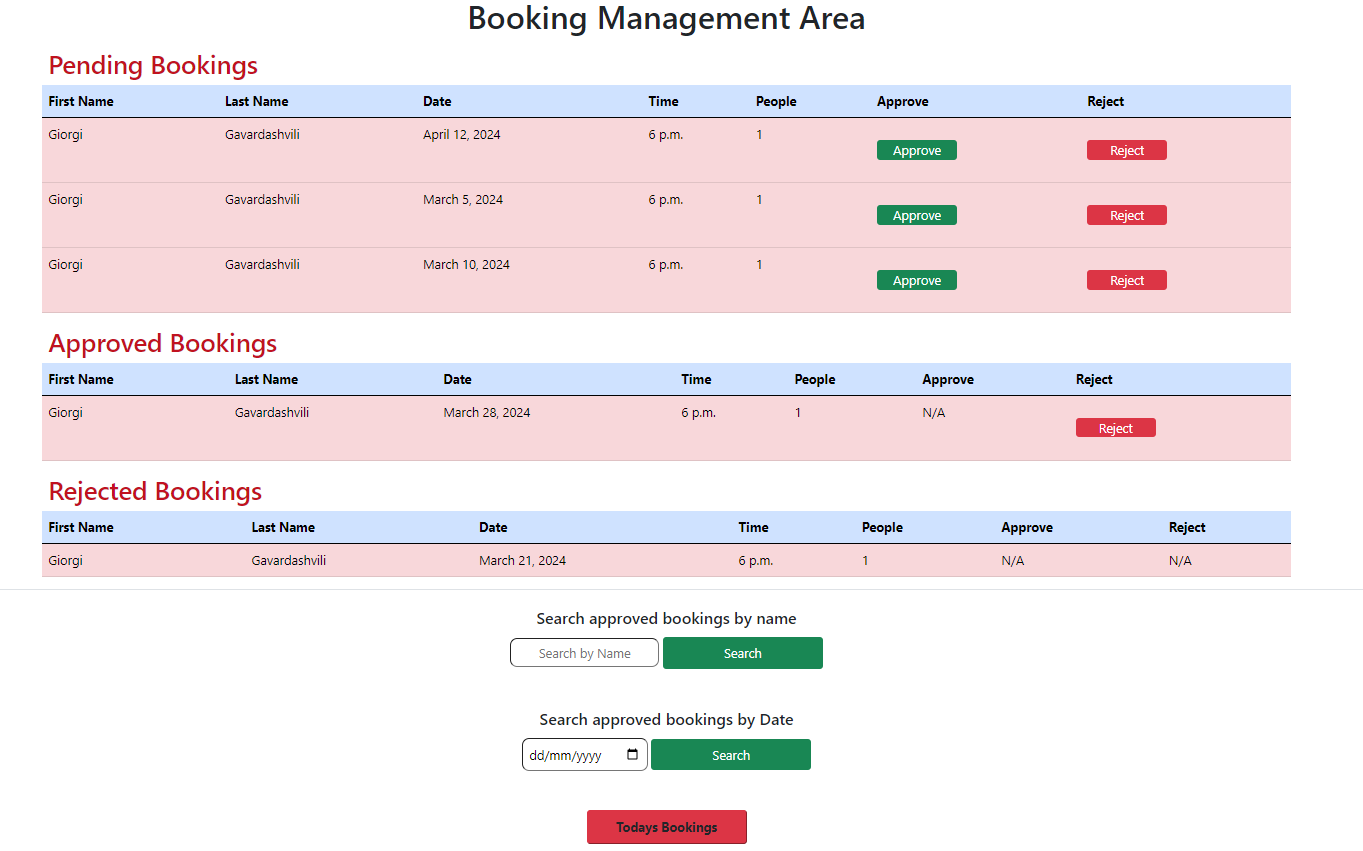 Booking Management Area
Pending Bookings
First Name Last Name Date Time People Approve Reject
Giorgi Gavardashvili April 12, 2024 6 p.m. 1 Approve Reject
Giorgi Gavardashvili March 5, 2024 6 p.m. 1 Approve Reject
Giorgi Gavardashvili March 10, 2024 6 p.m. 1 Approve Reject
Approved Bookings
First Name Last Name Date Time People Approve Reject
Giorgi Gavardashvili March 28, 2024 6 p.m. 1 N/A Reject
Rejected Bookings
First Name Last Name Date Time People Approve Reject
Giorgi Gavardashvili March 21, 2024 6 p.m. 1 N/A N/A
Search approved bookings by name
Search by Name Search
Search approved bookings by Date
dd/mm/yyyy Search
Todays Bookings